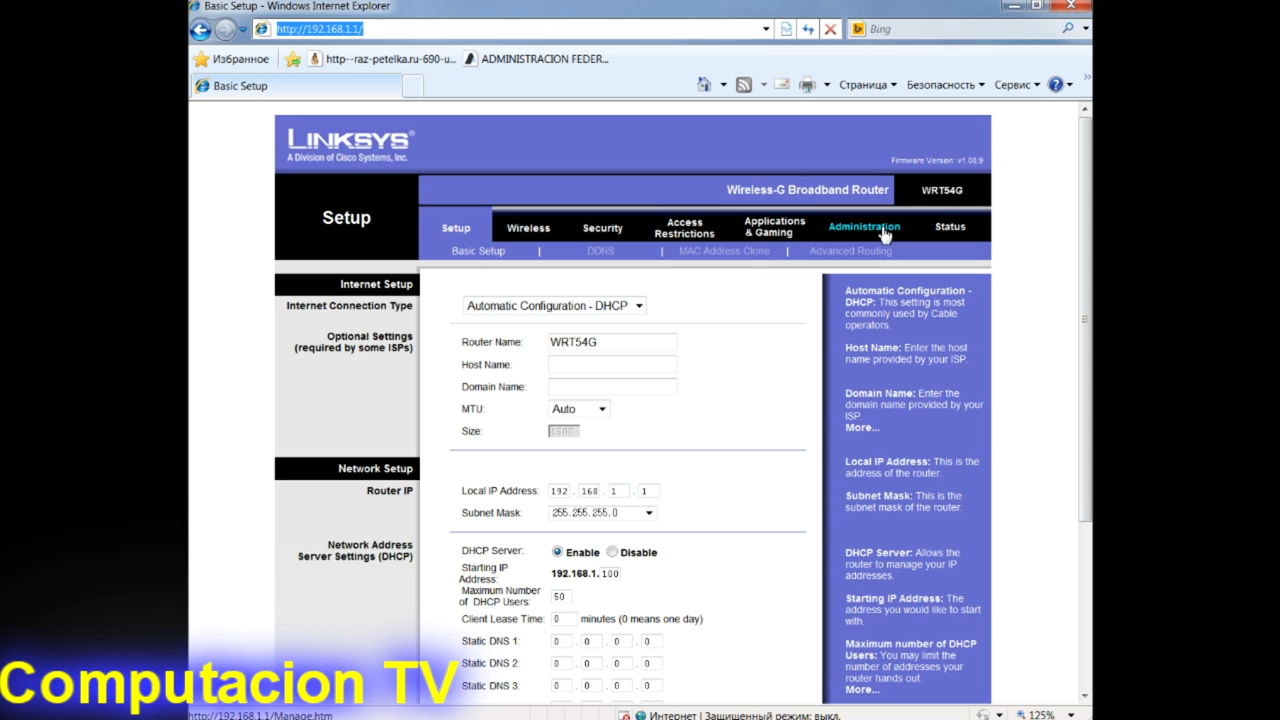 Basic Setup - Windows Internet Explorer
http://192.168.1.1/
Bing
Избранное
http--raz-petelka.ru-690-u...
ADMINISTRACION FEDER...
Basic Setup
Страница
Безопасность
Сервис
LINKSYS®
A Division of Cisco Systems, Inc.
Firmware Version: v1.00.9
Wireless-G Broadband Router
WRT54G
Setup
Setup
Wireless
Security
Access
Restrictions
Applications
& Gaming
Administration
Status
Basic Setup | DDNS | MAC Address Clone | Advanced Routing
Internet Setup
Internet Connection Type
Automatic Configuration - DHCP
Optional Settings
(required by some ISPs)
Router Name: WRT54G
Host Name:
Domain Name:
MTU: Auto
Size: 1500
Network Setup
Router IP
Local IP Address: 192 . 168 . 1 . 1
Subnet Mask: 255.255.255.0
Network Address
Server Settings (DHCP)
DHCP Server: Enable Disable
Starting IP
Address:
192.168.1. 100
Maximum Number
of DHCP Users:
50
Client Lease Time: 0 minutes (0 means one day)
Static DNS 1: 0 . 0 . 0 . 0
Static DNS 2: 0 . 0 . 0 . 0
Static DNS 3: 0 . 0 . 0 . 0
Automatic Configuration -
DHCP: This setting is most
commonly used by Cable
operators.
Host Name: Enter the host
name provided by your ISP.
Domain Name: Enter the
domain name provided by your
ISP.
More...
Local IP Address: This is the
address of the router.
Subnet Mask: This is the
subnet mask of the router.
DHCP Server: Allows the
router to manage your IP
addresses.
Starting IP Address: The
address you would like to start
with.
Maximum number of DHCP
Users: You may limit the
number of addresses your
router hands out.
More...
Computacion TV
http://192.168.1.1/Manage.htm
Интернет | Защищенный режим: выкл.
125%